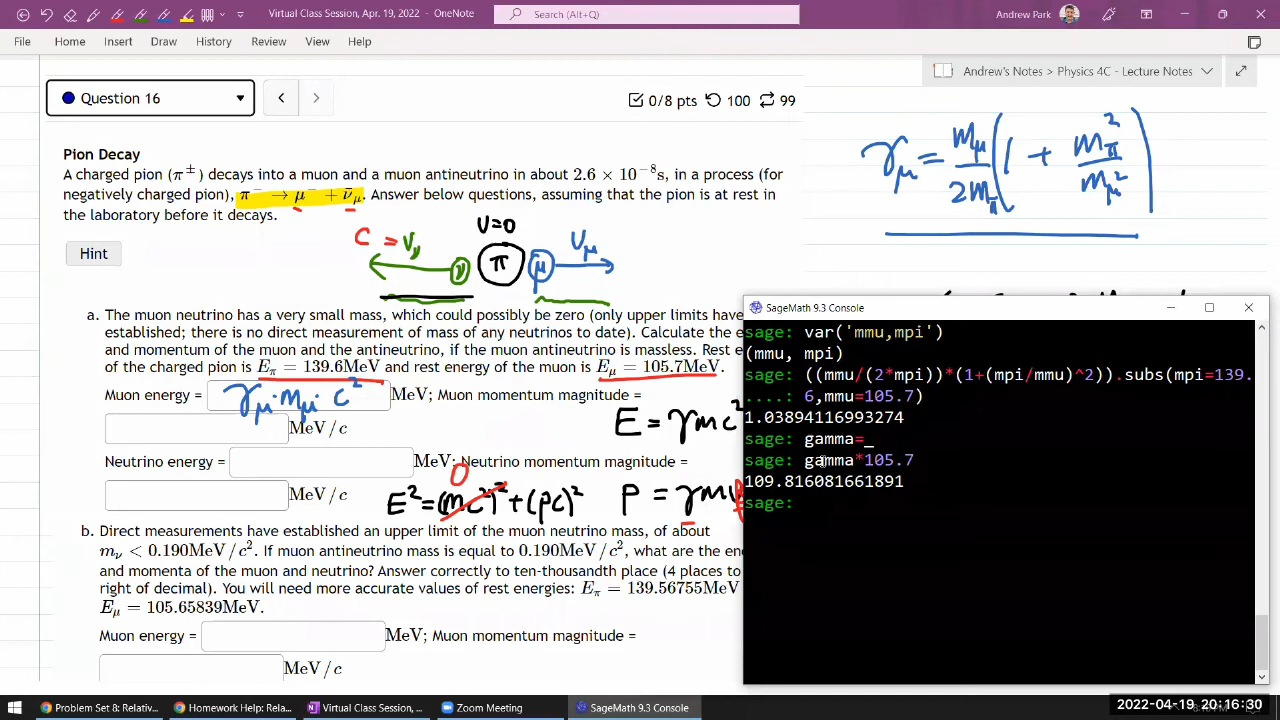 Virtual Class Session, Apr. 19, 2022 - OneNote
Search (Alt+Q)
Andrew Park
File Home Insert Draw History Review View Help
Question 16
0/8 pts 100 99
Andrew's Notes > Physics 4C - Lecture Notes
γμ = mμ/2mπ (1 + mπ²/mμ²)
Pion Decay
A charged pion (π±) decays into a muon and a muon antineutrino in about 2.6 × 10⁻⁸s, in a process (for
negatively charged pion), π⁻ → μ⁻ + ν̄μ. Answer below questions, assuming that the pion is at rest in
the laboratory before it decays.
Hint
C = Vν
V=0
Vμ
ν
π
μ
a. The muon neutrino has a very small mass, which could possibly be zero (only upper limits have
established; there is no direct measurement of mass of any neutrinos to date). Calculate the e
and momentum of the muon and the antineutrino, if the muon antineutrino is massless. Rest e
of the charged pion is Eπ = 139.6MeV and rest energy of the muon is Eμ = 105.7MeV.
Muon energy = γμ·mμ·c² MeV; Muon momentum magnitude =
MeV/c
E = γmc²
Neutrino energy = MeV; Neutrino momentum magnitude =
MeV/c
0
E² = (mc²)² + (pc)²
P = γmv
b. Direct measurements have established an upper limit of the muon neutrino mass, of about
mν < 0.190MeV/c². If muon antineutrino mass is equal to 0.190MeV/c², what are the ene
and momenta of the muon and neutrino? Answer correctly to ten-thousandth place (4 places to
right of decimal). You will need more accurate values of rest energies: Eπ = 139.56755MeV
Eμ = 105.65839MeV.
Muon energy = MeV; Muon momentum magnitude =
MeV/c
SageMath 9.3 Console
sage: var('mmu,mpi')
(mmu, mpi)
sage: ((mmu/(2*mpi))*(1+(mpi/mmu)^2)).subs(mpi=139.
....: 6,mmu=105.7)
1.03894116993274
sage: gamma=_
sage: gamma*105.7
109.816081661891
sage:
Problem Set 8: Relativ...
Homework Help: Relativ...
Virtual Class Session, ...
Zoom Meeting
SageMath 9.3 Console
2022-04-19 20:16:30